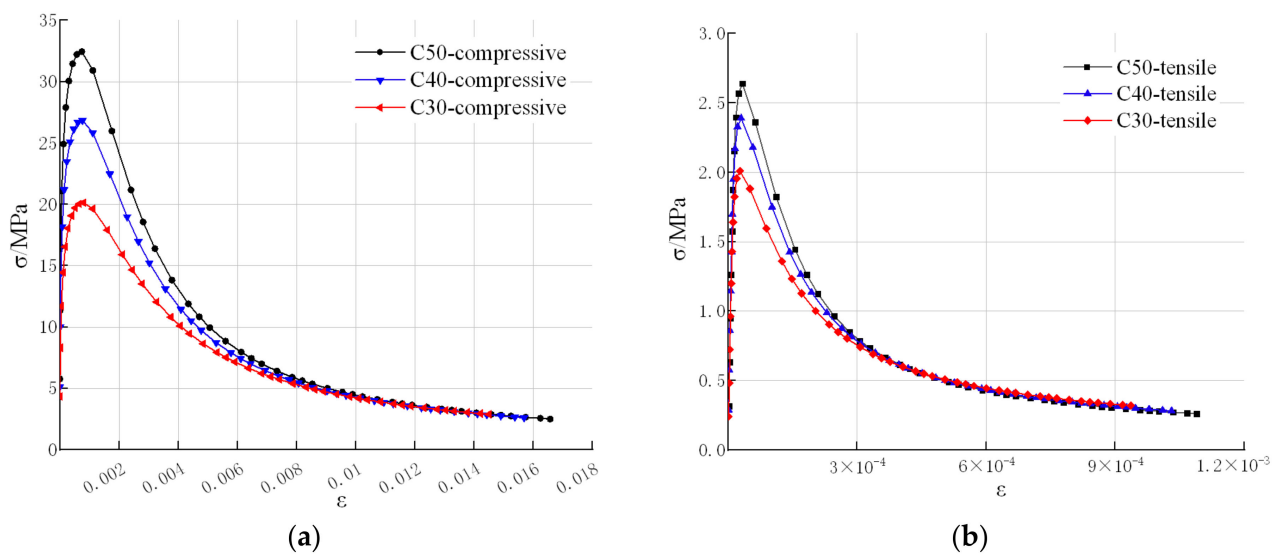 (a)
35
30
25
20
15
10
5
0
σ/MPa
C50-compressive
C40-compressive
C30-compressive
0.002
0.004
0.006
0.008
0.01
0.012
0.014
0.016
0.018
ε
(a)
(b)
3.0
2.5
2.0
1.5
1.0
0.5
0.0
σ/MPa
C50-tensile
C40-tensile
C30-tensile
3×10⁻⁴
6×10⁻⁴
9×10⁻⁴
1.2×10⁻³
ε
(b)